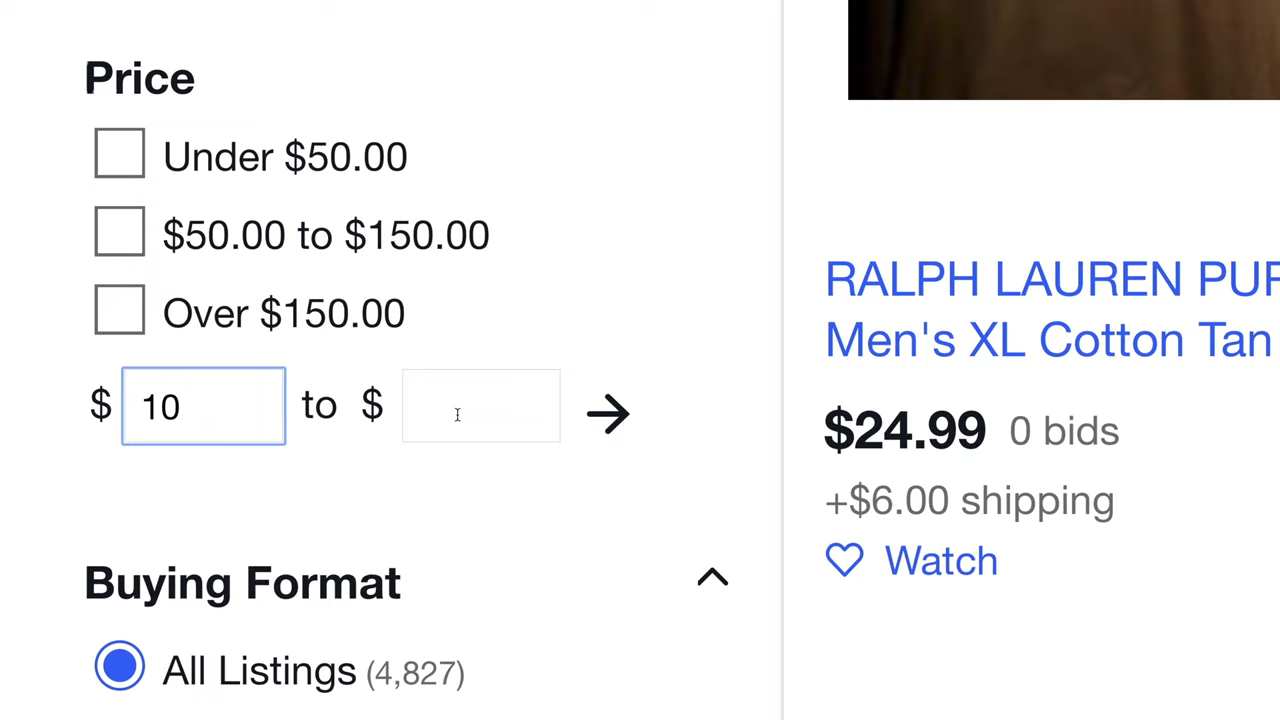 Price
Under $50.00
$50.00 to $150.00
Over $150.00
$ 10 to $
Buying Format
All Listings (4,827)
RALPH LAUREN PUR
Men's XL Cotton Tan
$24.99 0 bids
+$6.00 shipping
Watch